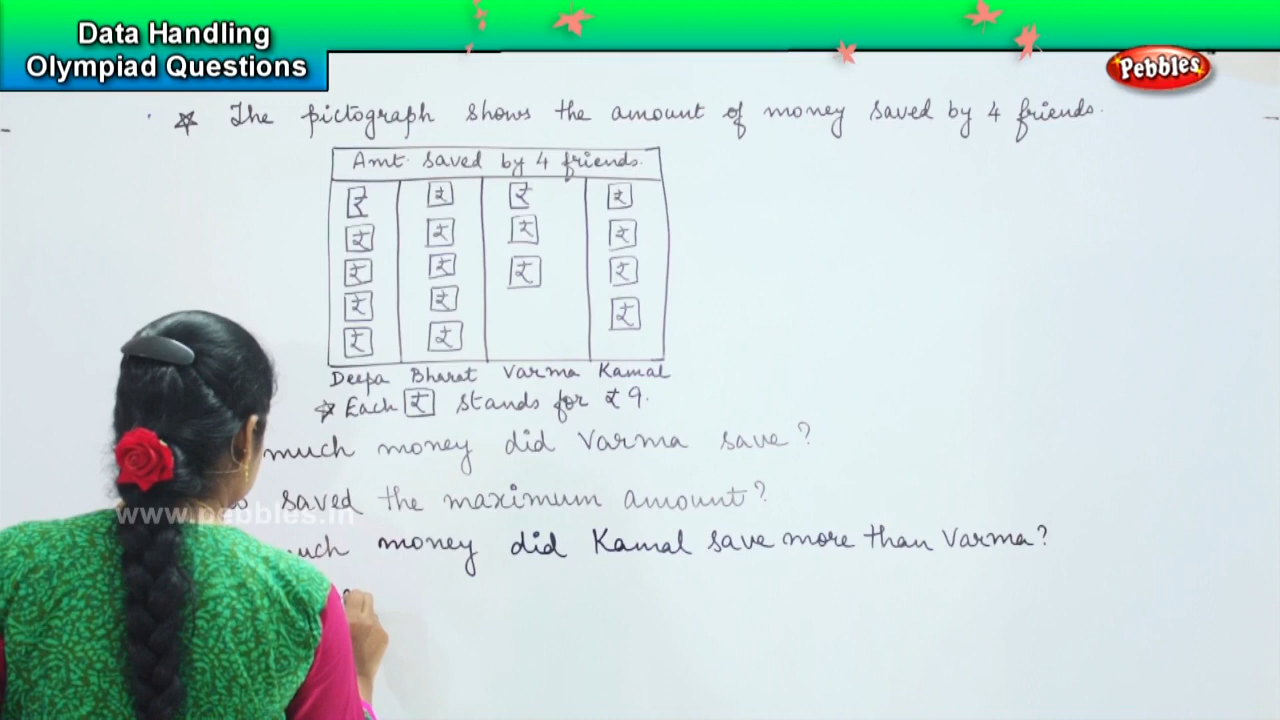 Data Handling
Olympiad Questions
Pebbles
☆ The pictograph shows the amount of money saved by 4 friends.
Amt. saved by 4 friends.
₹ ₹ ₹ ₹
₹ ₹ ₹ ₹
₹ ₹ ₹ ₹
₹ ₹ ₹
₹ ₹
Deepa Bharat Varma Kamal
☆ Each ₹ stands for ₹ 9.
much money did Varma save?
saved the maximum amount?
www.pebbles.in
much money did Kamal save more than Varma?